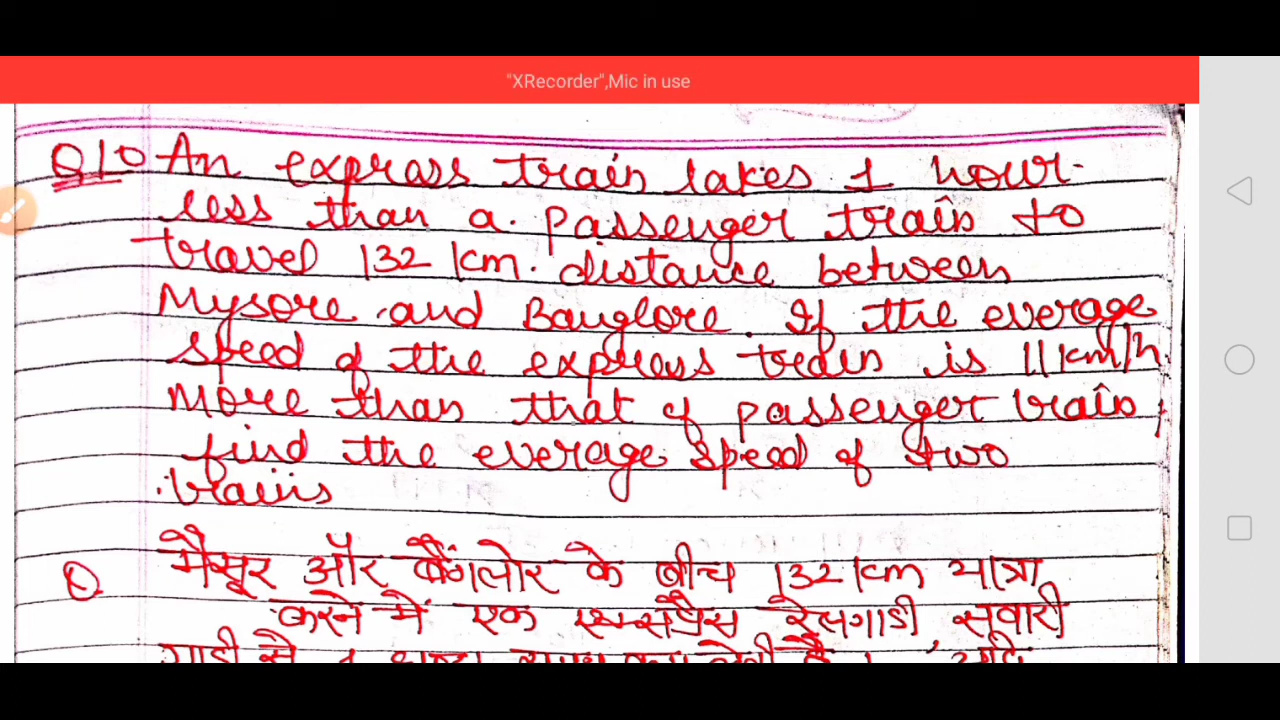 "XRecorder",Mic in use
Q10 An express train takes 1 hour
less than a passenger train to
travel 132 km. distance between
Mysore and Banglore. If the everage
speed of the express train is 11 km/h
more than that of passenger train,
find the everage speed of two
trains
Q मैसूर और बैंगलोर के बीच 132 km यात्रा
करने में एक रेलगाडी सवारी
गाडी से 1 है।